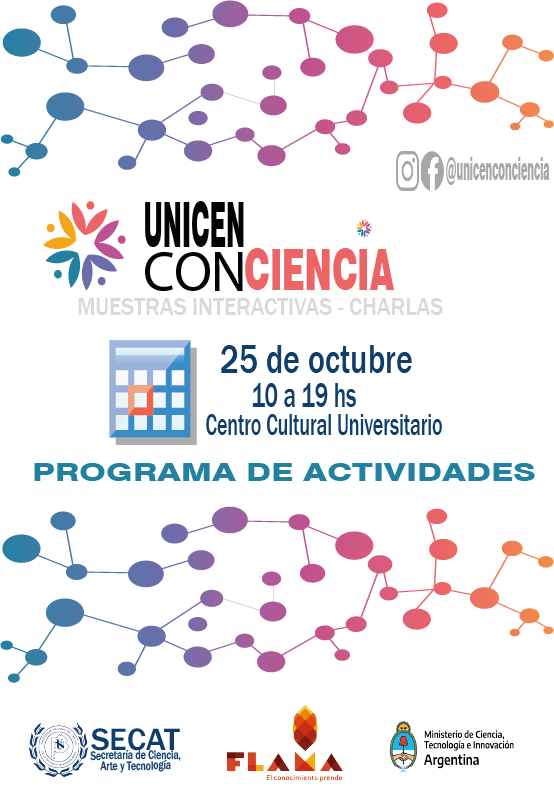 @unicenconciencia
UNICEN
CONCIENCIA
MUESTRAS INTERACTIVAS - CHARLAS
25 de octubre
10 a 19 hs
Centro Cultural Universitario
PROGRAMA DE ACTIVIDADES
SECAT
Secretaría de Ciencia,
Arte y Tecnología
FLAMA
El conocimiento prende
Ministerio de Ciencia,
Tecnología e Innovación
Argentina